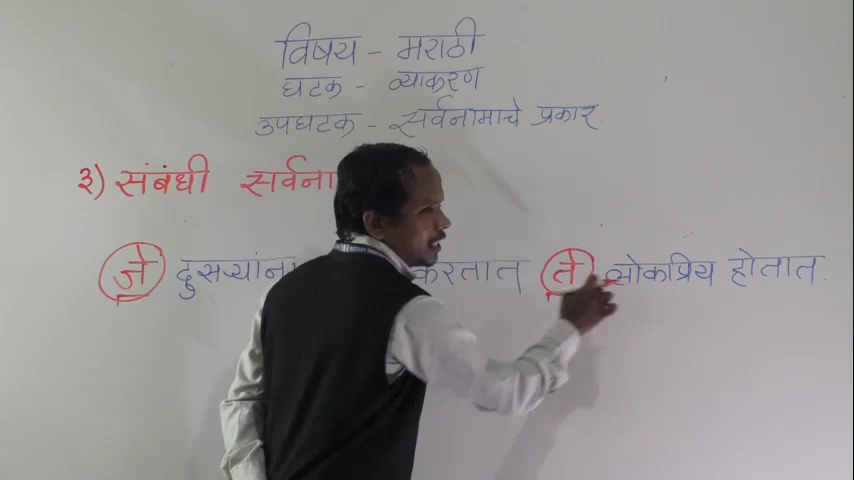 विषय - मराठी
घटक - व्याकरण
उपघटक - सर्वनामाचे प्रकार.
३) संबंधी सर्वना
जे दुसऱ्यांना करतात ते लोकप्रिय होतात.